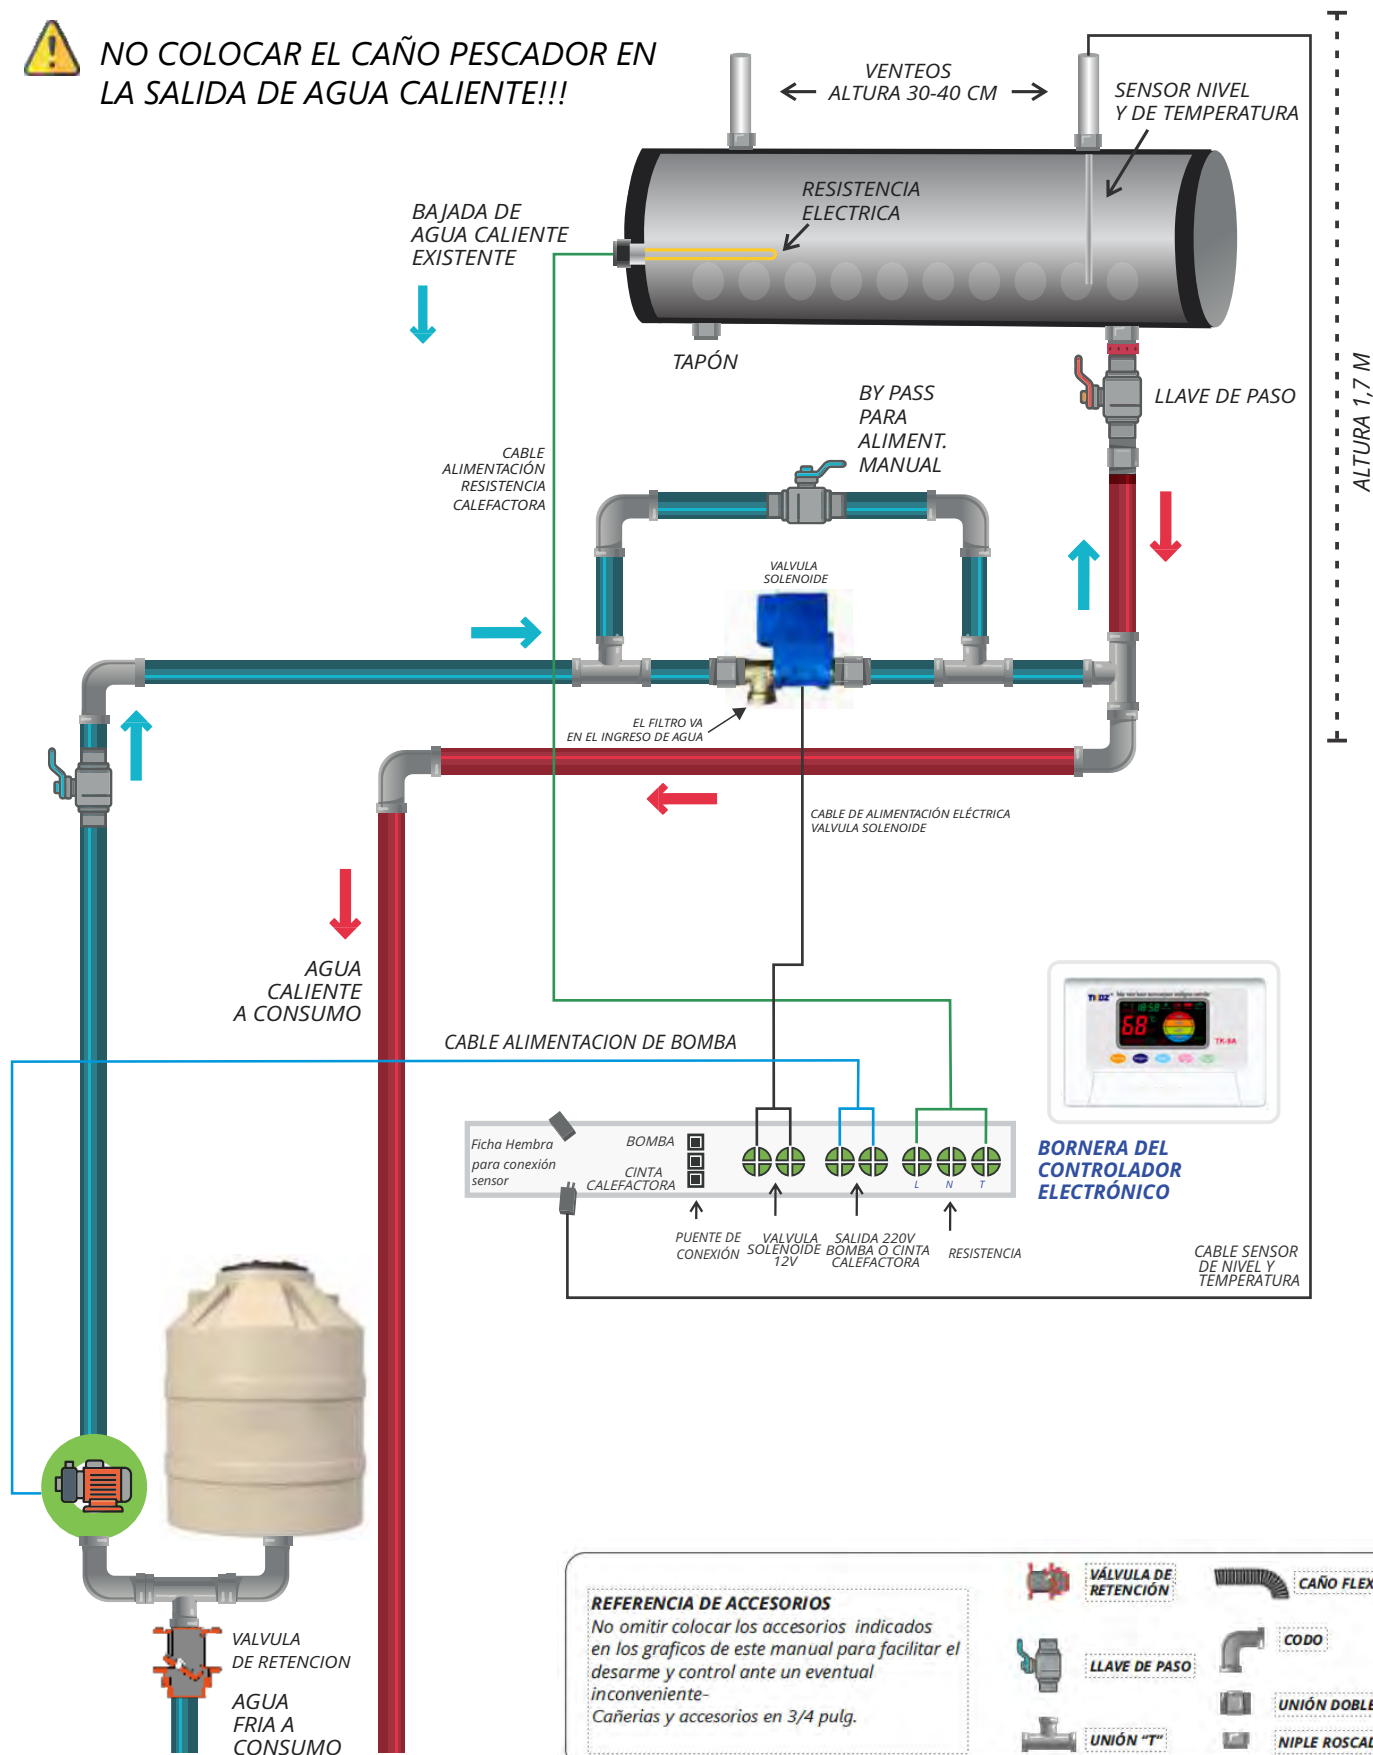 NO COLOCAR EL CAÑO PESCADOR EN
LA SALIDA DE AGUA CALIENTE!!!
VENTEOS
ALTURA 30-40 CM
SENSOR NIVEL
Y DE TEMPERATURA
RESISTENCIA
ELECTRICA
BAJADA DE
AGUA CALIENTE
EXISTENTE
TAPÓN
LLAVE DE PASO
ALTURA 1,7 M
BY PASS
PARA
ALIMENT.
MANUAL
CABLE
ALIMENTACIÓN
RESISTENCIA
CALEFACTORA
VALVULA
SOLENOIDE
EL FILTRO VA
EN EL INGRESO DE AGUA
CABLE DE ALIMENTACIÓN ELÉCTRICA
VALVULA SOLENOIDE
AGUA
CALIENTE
A CONSUMO
CABLE ALIMENTACION DE BOMBA
18:58
68
TK-8A
Ficha Hembra
para conexión
sensor
BOMBA
CINTA
CALEFACTORA
L N T
BORNERA DEL
CONTROLADOR
ELECTRÓNICO
PUENTE DE
CONEXIÓN
VALVULA
SOLENOIDE
12V
SALIDA 220V
BOMBA O CINTA
CALEFACTORA
RESISTENCIA
CABLE SENSOR
DE NIVEL Y
TEMPERATURA
VALVULA
DE RETENCION
AGUA
FRIA A
CONSUMO
REFERENCIA DE ACCESORIOS
No omitir colocar los accesorios indicados
en los graficos de este manual para facilitar el
desarme y control ante un eventual
inconveniente-
Cañerias y accesorios en 3/4 pulg.
VÁLVULA DE
RETENCIÓN
CAÑO FLEX
LLAVE DE PASO
CODO
UNIÓN DOBLE
UNIÓN "T"
NIPLE ROSCAD